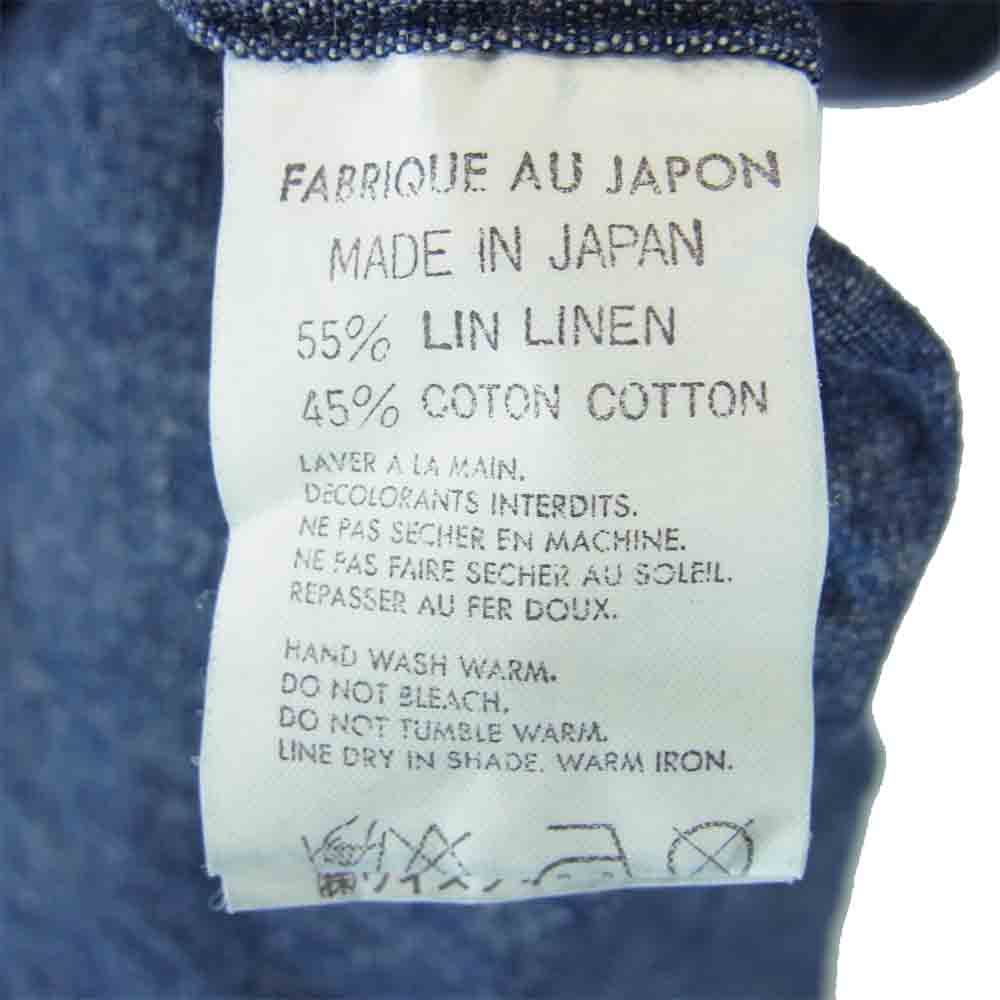 FABRIQUE AU JAPON
MADE IN JAPAN
55% LIN LINEN
45% COTON COTTON
LAVER A LA MAIN.
DECOLORANTS INTERDITS.
NE PAS SECHER EN MACHINE.
NE PAS FAIRE SECHER AU SOLEIL.
REPASSER AU FER DOUX.
HAND WASH WARM.
DO NOT BLEACH.
DO NOT TUMBLE WARM.
LINE DRY IN SHADE. WARM IRON.